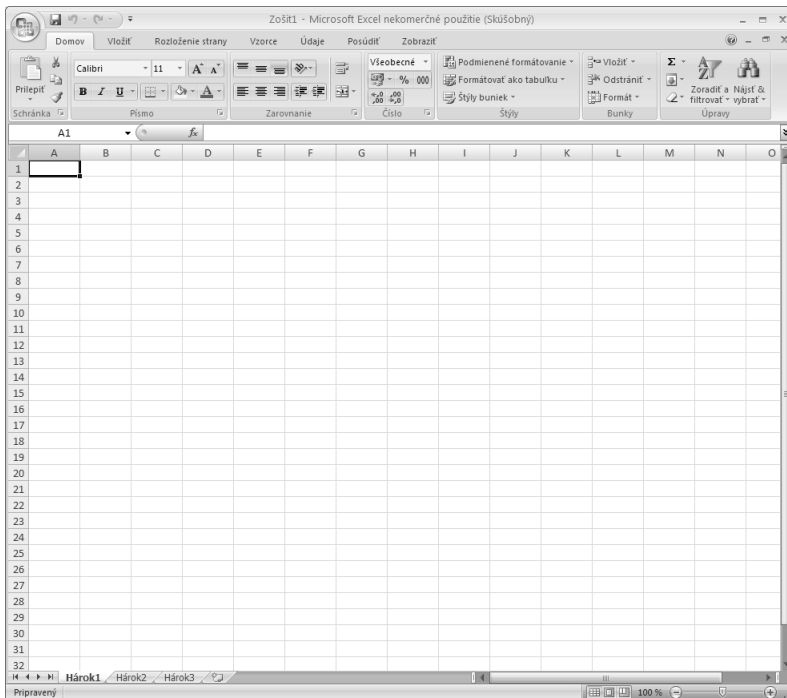 Zošit1 - Microsoft Excel nekomerčné použitie (Skúšobný)
Domov Vložiť Rozloženie strany Vzorce Údaje Posúdiť Zobraziť
Prilepiť
Schránka
Calibri 11
B I U
Písmo
Zarovnanie
Všeobecné
% 000
Číslo
Podmienené formátovanie
Formátovať ako tabuľku
Štýly buniek
Štýly
Vložiť
Odstrániť
Formát
Bunky
Σ
Zoradiť a filtrovať
Nájsť & vybrať
Úpravy
A1 fx
A B C D E F G H I J K L M N O
1
2
3
4
5
6
7
8
9
10
11
12
13
14
15
16
17
18
19
20
21
22
23
24
25
26
27
28
29
30
31
32
Hárok1 Hárok2 Hárok3
Pripravený 100 %